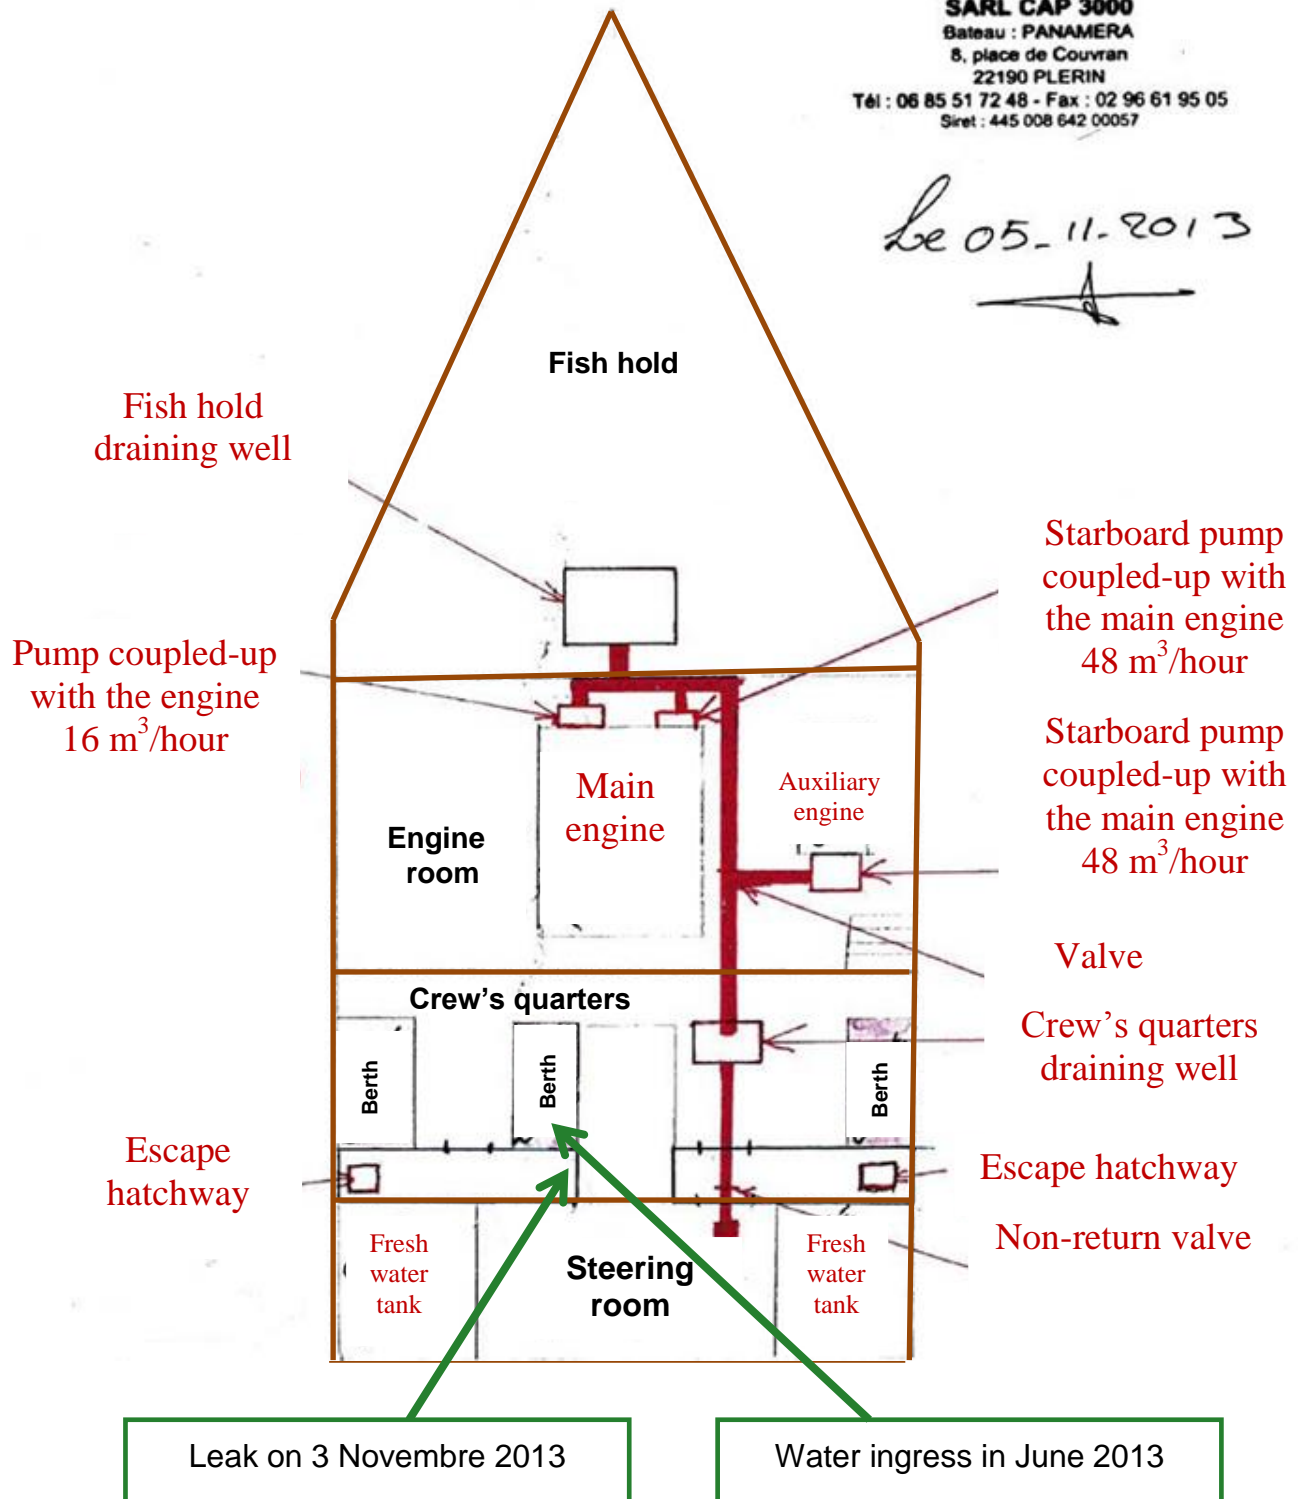 SARL CAP 3000
Bateau : PANAMERA
8, place de Couvran
22190 PLERIN
Tél : 06 85 51 72 48 - Fax : 02 96 61 95 05
Siret : 445 008 642 00057
Le 05-11-2013
Fish hold
Fish hold
draining well
Starboard pump
coupled-up with
the main engine
48 m³/hour
Pump coupled-up
with the engine
16 m³/hour
Starboard pump
coupled-up with
the main engine
48 m³/hour
Main
engine
Auxiliary
engine
Engine
room
Valve
Crew's quarters
Crew's quarters
draining well
Berth
Berth
Berth
Escape
hatchway
Escape hatchway
Non-return valve
Fresh
water
tank
Steering
room
Fresh
water
tank
Leak on 3 Novembre 2013
Water ingress in June 2013